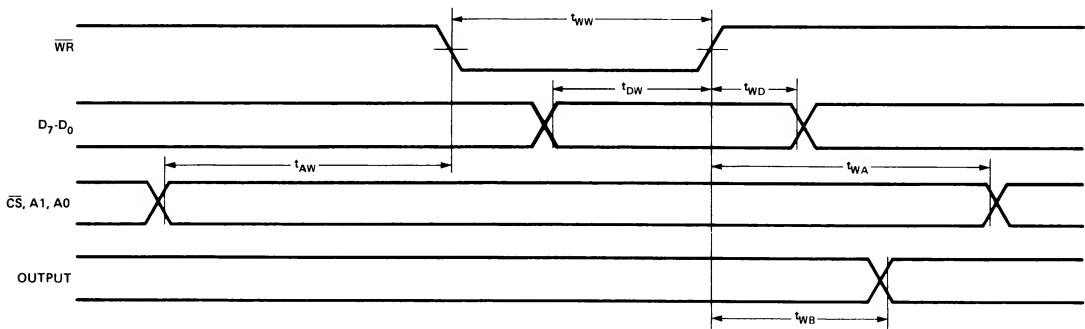 tWW
WR
tDW
tWD
D7-D0
tAW
tWA
CS, A1, A0
OUTPUT
tWB